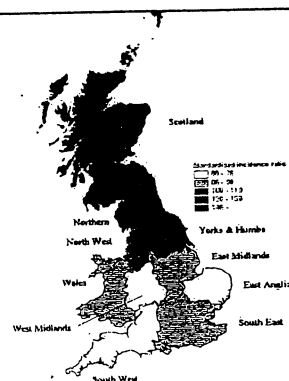 Scotland
Standardised incidence ratio
Northern
North West
Yorks & Humbs
East Midlands
Wales
East Anglia
West Midlands
South East
South West